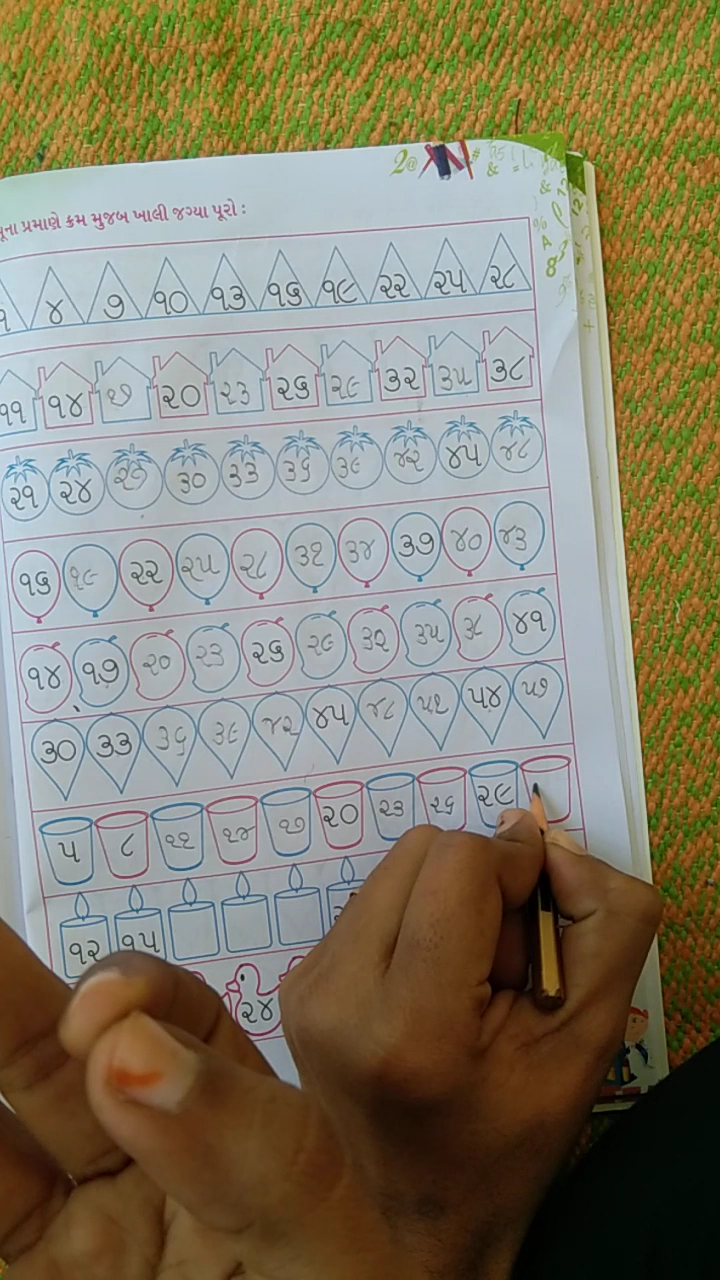 પ્રમાણે ક્રમ મુજબ ખાલી જગ્યા પૂરો :
૧ ૪ ૭ ૧૦ ૧૩ ૧૬ ૧૯ ૨૨ ૨૫ ૨૮
૧૧ ૧૪ ૧૭ ૨૦ ૨૩ ૨૬ ૨૯ ૩૨ ૩૫ ૩૮
૨૧ ૨૪ ૨૭ ૩૦ ૩૩ ૩૬ ૩૯ ૪૨ ૪૫ ૪૮
૧૬ ૧૯ ૨૨ ૨૫ ૨૮ ૩૧ ૩૪ ૩૭ ૪૦ ૪૩
૧૪ ૧૭ ૨૦ ૨૩ ૨૬ ૨૯ ૩૨ ૩૫ ૩૮ ૪૧
૩૦ ૩૩ ૩૬ ૩૯ ૪૨ ૪૫ ૪૮ ૫૧ ૫૪ ૫૭
૫ ૮ ૧૧ ૧૪ ૧૭ ૨૦ ૨૩ ૨૬ ૨૯
૧૨ ૧૫
૨૪